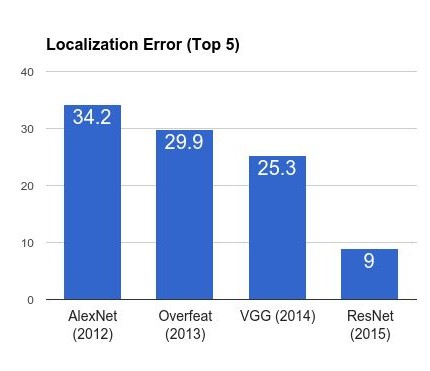 Localization Error (Top 5)
40
30
20
10
0
34.2
29.9
25.3
9
AlexNet
(2012)
Overfeat
(2013)
VGG (2014)
ResNet
(2015)